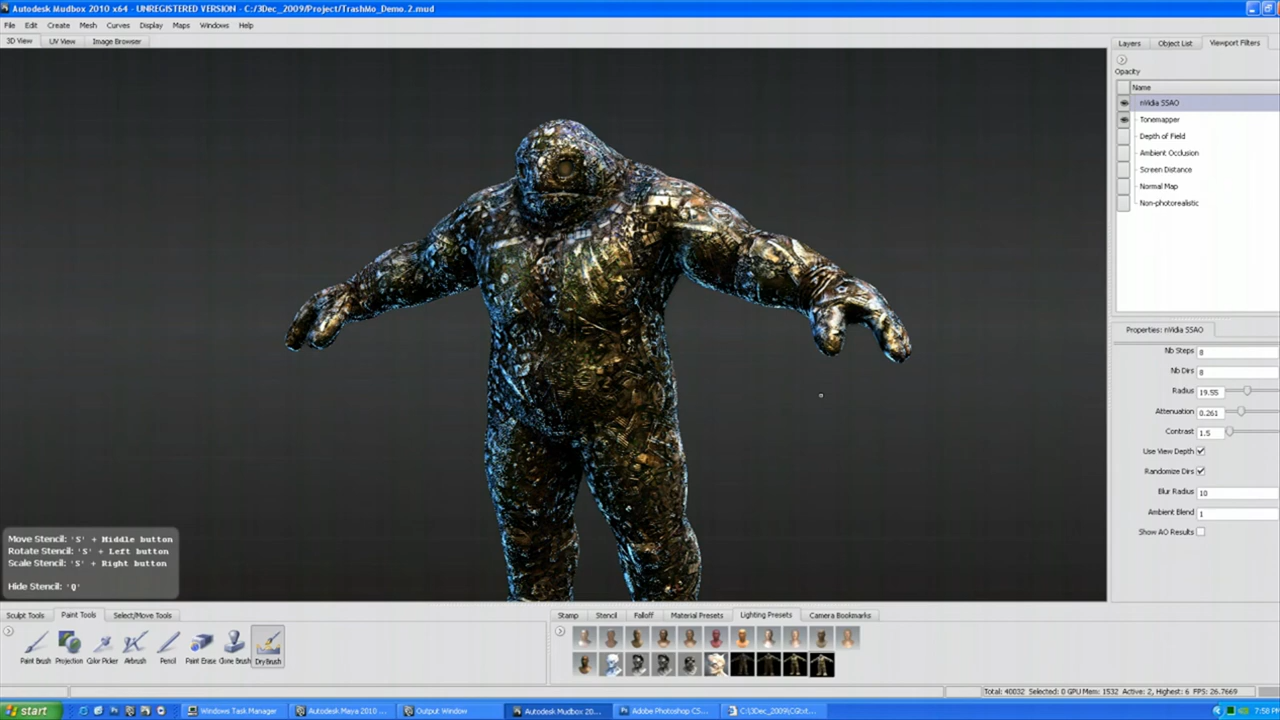 Autodesk Mudbox 2010 x64 - UNREGISTERED VERSION - C:/3Dec_2009/Project/TrashMo_Demo.2.mud
File Edit Create Mesh Curves Display Maps Windows Help
3D View UV View Image Browser
Layers Object List Viewport Filters
Opacity
Name
nVidia SSAO
Tonemapper
Depth of Field
Ambient Occlusion
Screen Distance
Normal Map
Non-photorealistic
Properties: nVidia SSAO
Nb Steps 8
Nb Dirs 8
Radius 19.55
Attenuation 0.261
Contrast 1.5
Use View Depth
Randomize Dirs
Blur Radius 10
Ambient Blend 1
Show AO Results
Move Stencil: 'S' + Middle button
Rotate Stencil: 'S' + Left button
Scale Stencil: 'S' + Right button
Hide Stencil: 'Q'
Sculpt Tools Paint Tools Select/Move Tools
Paint Brush Projection Color Picker Airbrush Pencil Paint Erase Clone Brush Dry Brush
Stamp Stencil Falloff Material Presets Lighting Presets Camera Bookmarks
Total: 40032 Selected: 0 GPU Mem: 1532 Active: 2, Highest: 6 FPS: 26.7669
start Windows Task Manager Autodesk Maya 2010 ... Output Window Autodesk Mudbox 20... Adobe Photoshop CS... C:\3Dec_2009\CGtxt... 7:58 PM